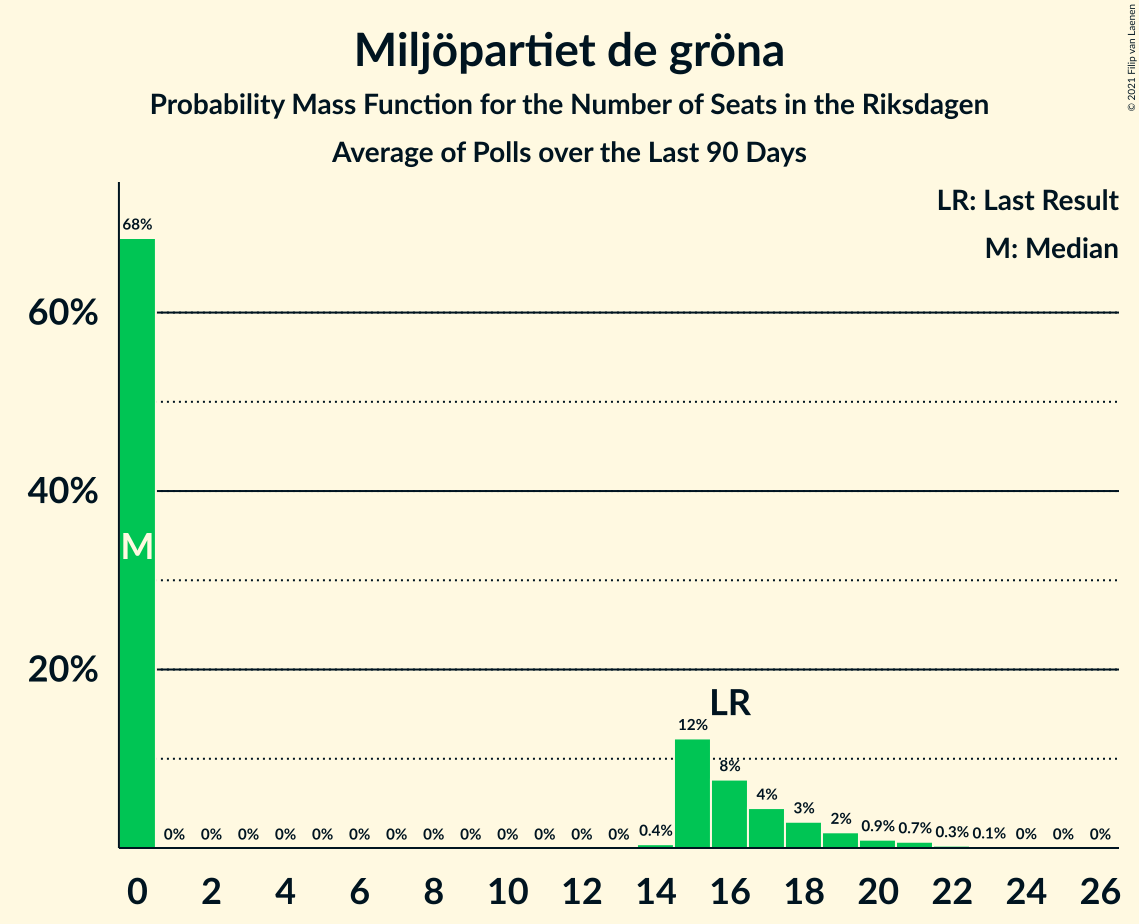 Miljöpartiet de gröna
Probability Mass Function for the Number of Seats in the Riksdagen
Average of Polls over the Last 90 Days
© 2021 Filip van Laenen
LR: Last Result
M: Median
60%
40%
20%
68%
M
0% 0% 0% 0% 0% 0% 0% 0% 0% 0% 0% 0% 0% 0.4% 12% 8% 4% 3% 2% 0.9% 0.7% 0.3% 0.1% 0% 0% 0%
LR
0 2 4 6 8 10 12 14 16 18 20 22 24 26